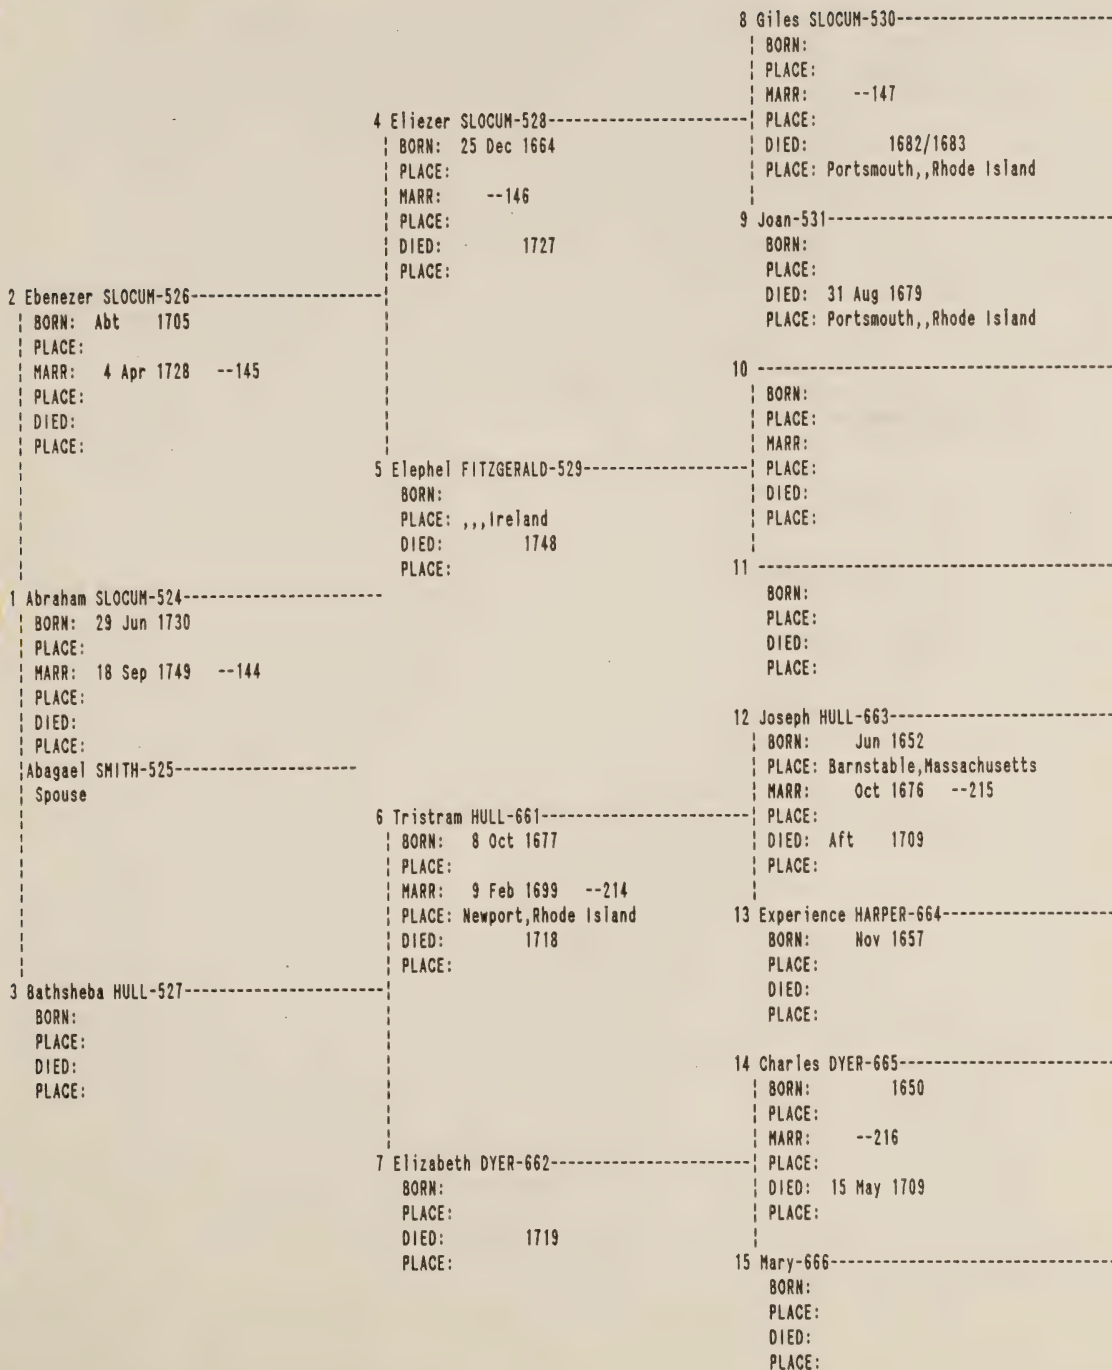 8 Giles SLOCUM-530
BORN:
PLACE:
MARR: --147
PLACE:
DIED: 1682/1683
PLACE: Portsmouth,,Rhode Island
4 Eliezer SLOCUM-528
BORN: 25 Dec 1664
PLACE:
MARR: --146
PLACE:
DIED: 1727
PLACE:
9 Joan-531
BORN:
PLACE:
DIED: 31 Aug 1679
PLACE: Portsmouth,,Rhode Island
2 Ebenezer SLOCUM-526
BORN: Abt 1705
PLACE:
MARR: 4 Apr 1728 --145
PLACE:
DIED:
PLACE:
10
BORN:
PLACE:
MARR:
PLACE:
DIED:
PLACE:
5 Elephel FITZGERALD-529
BORN:
PLACE: ,,,Ireland
DIED: 1748
PLACE:
11
BORN:
PLACE:
DIED:
PLACE:
1 Abraham SLOCUM-524
BORN: 29 Jun 1730
PLACE:
MARR: 18 Sep 1749 --144
PLACE:
DIED:
PLACE:
Abagael SMITH-525
Spouse
12 Joseph HULL-663
BORN: Jun 1652
PLACE: Barnstable,Massachusetts
MARR: Oct 1676 --215
PLACE:
DIED: Aft 1709
PLACE:
6 Tristram HULL-661
BORN: 8 Oct 1677
PLACE:
MARR: 9 Feb 1699 --214
PLACE: Newport,Rhode Island
DIED: 1718
PLACE:
13 Experience HARPER-664
BORN: Nov 1657
PLACE:
DIED:
PLACE:
3 Bathsheba HULL-527
BORN:
PLACE:
DIED:
PLACE:
14 Charles DYER-665
BORN: 1650
PLACE:
MARR: --216
PLACE:
DIED: 15 May 1709
PLACE:
7 Elizabeth DYER-662
BORN:
PLACE:
DIED: 1719
PLACE:
15 Mary-666
BORN:
PLACE:
DIED:
PLACE: